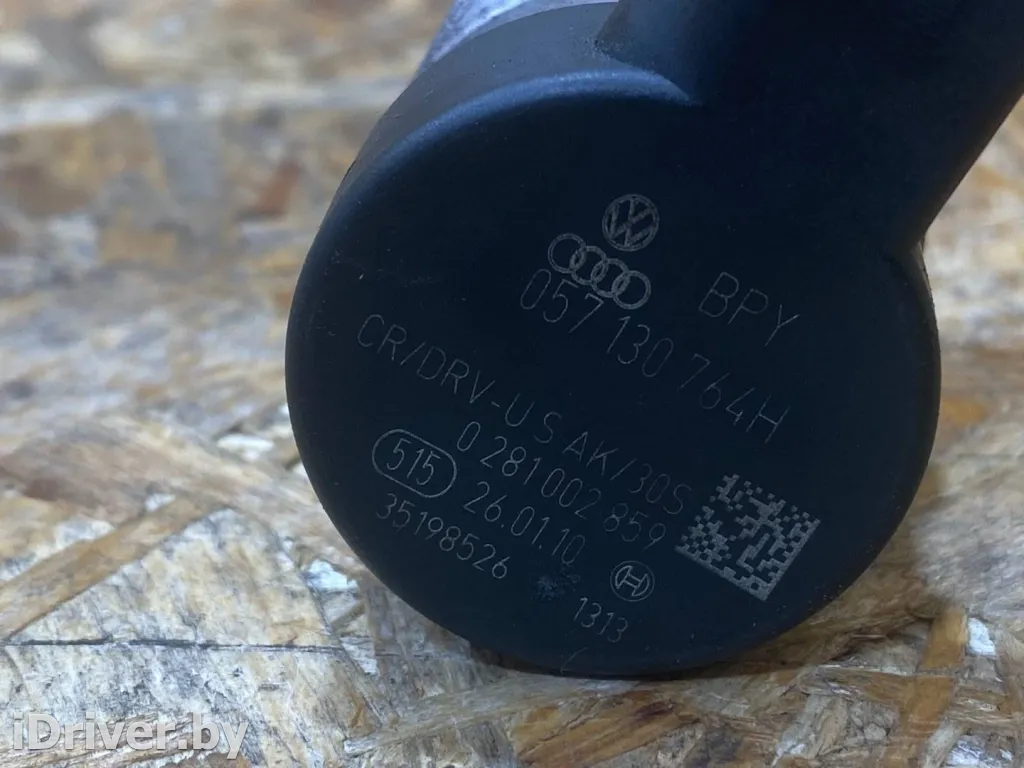 BPY
057 130 764H
CR/DRV-U S AK/30S
0 281 002 859
515 26.01.10
35198526
1313
iDriver.by